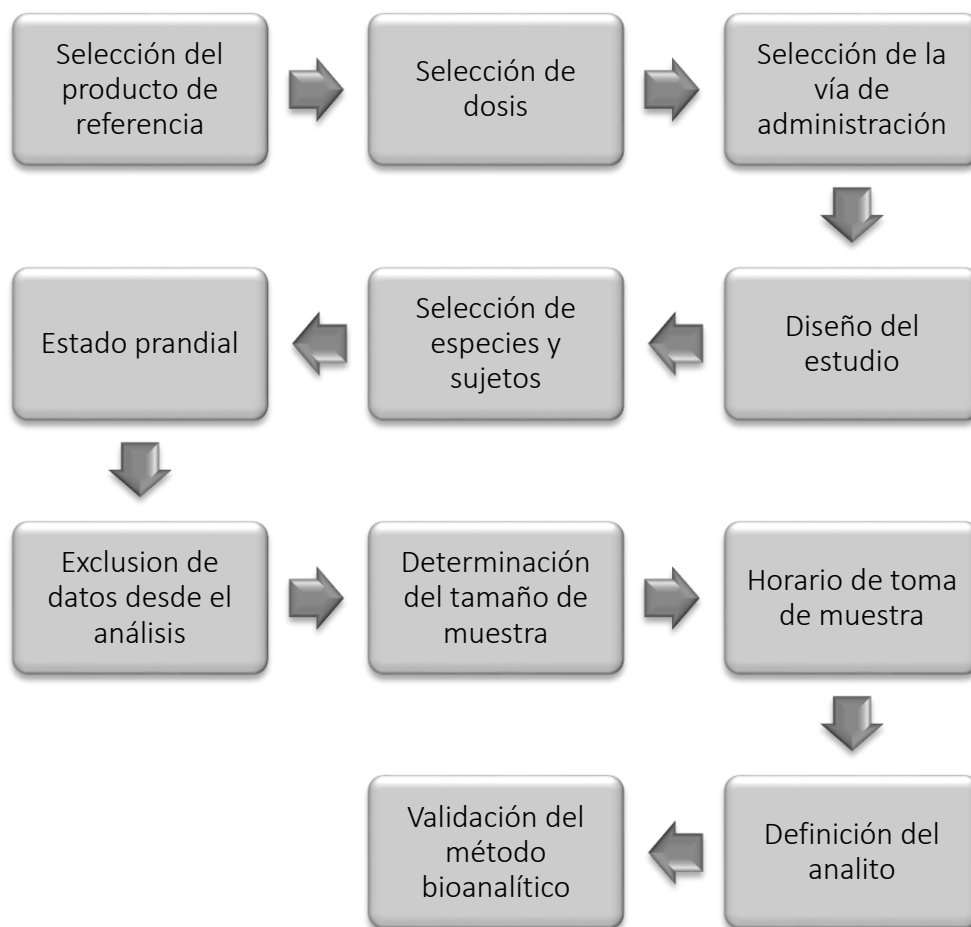 Selección del
producto de
referencia
Selección de
dosis
Selección de la
vía de
administración
Diseño del
estudio
Selección de
especies y
sujetos
Estado prandial
Exclusion de
datos desde el
análisis
Determinación
del tamaño de
muestra
Horario de toma
de muestra
Definición del
analito
Validación del
método
bioanalítico